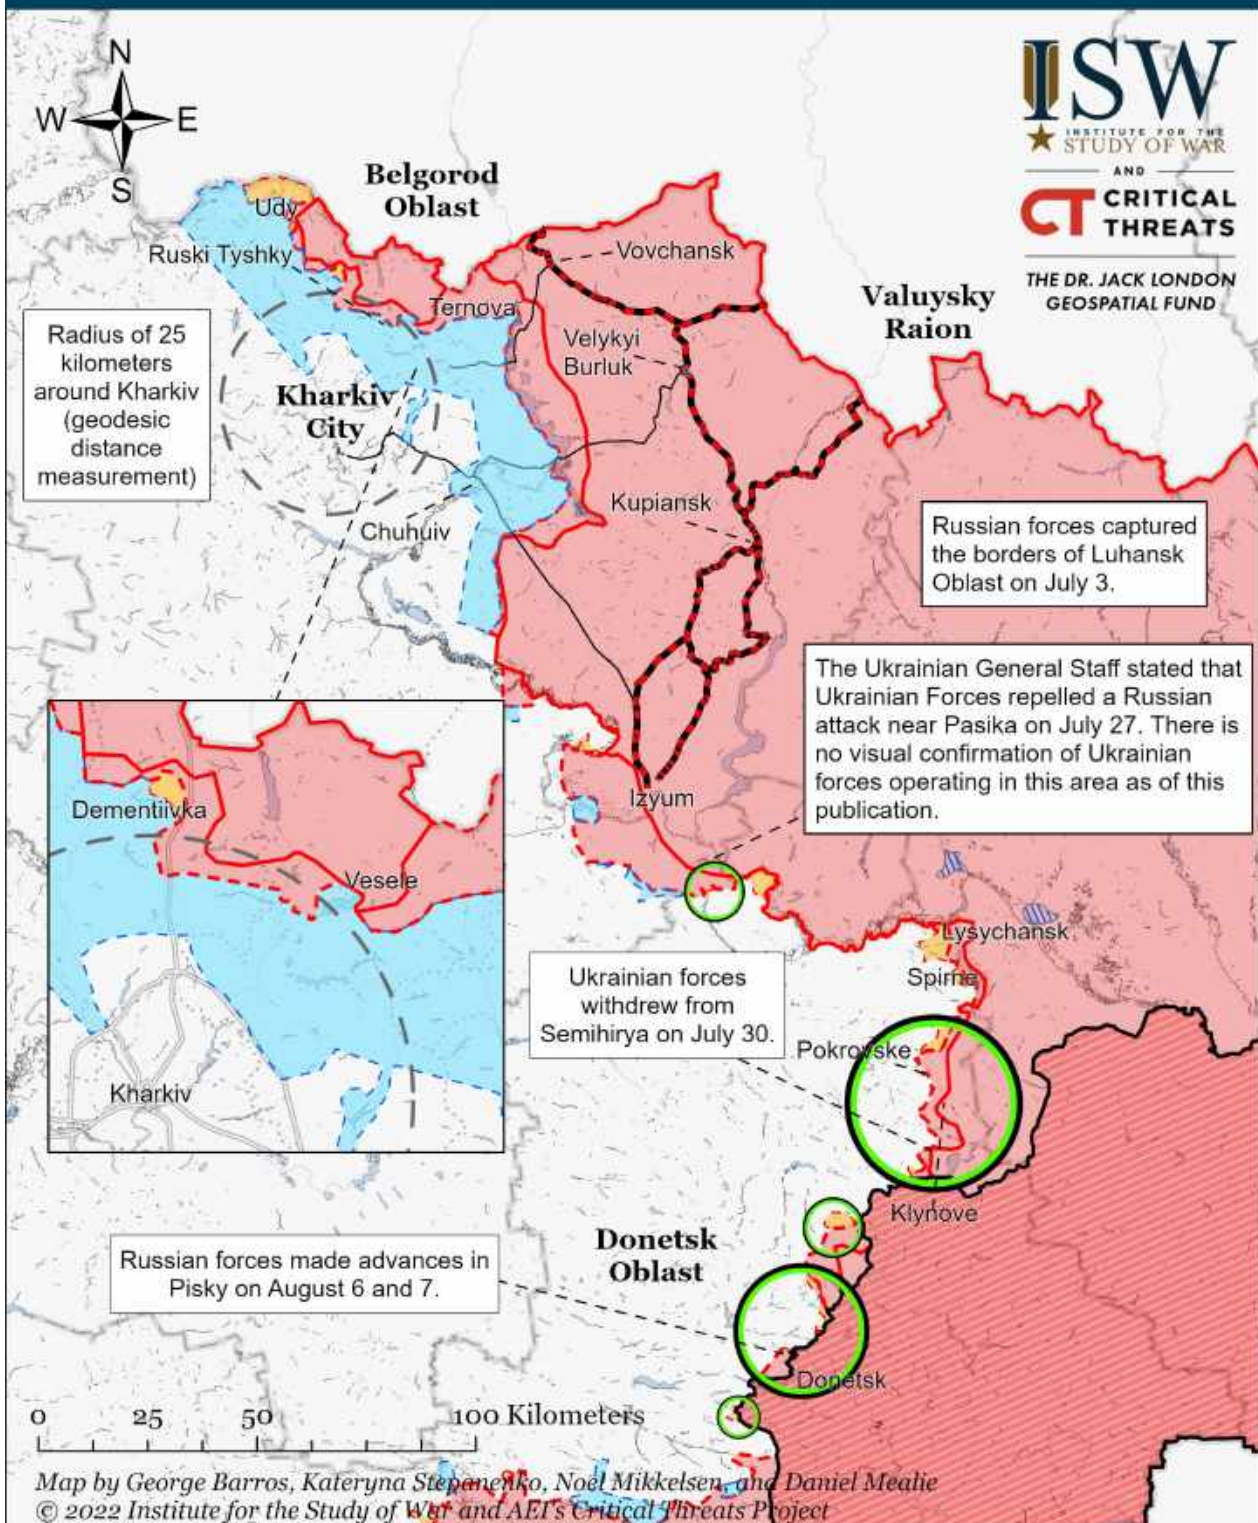 N
W E
S
ISW
INSTITUTE FOR THE
STUDY OF WAR
AND
CT CRITICAL
THREATS
THE DR. JACK LONDON
GEOSPATIAL FUND
Belgorod
Oblast
Udy
Ruski Tyshky
Vovchansk
Ternova
Valuysky
Raion
Radius of 25
kilometers
around Kharkiv
(geodesic
distance
measurement)
Velykyi
Burluk
Kharkiv
City
Kupiansk
Chuhuiv
Russian forces captured
the borders of Luhansk
Oblast on July 3.
The Ukrainian General Staff stated that
Ukrainian Forces repelled a Russian
attack near Pasika on July 27. There is
no visual confirmation of Ukrainian
forces operating in this area as of this
publication.
Izyum
Dementiivka
Vesele
Kharkiv
Lysychansk
Spirne
Ukrainian forces
withdrew from
Semihirya on July 30.
Pokrovske
Klynove
Donetsk
Oblast
Russian forces made advances in
Pisky on August 6 and 7.
Donetsk
0 25 50 100 Kilometers
Map by George Barros, Kateryna Stepanenko, Noel Mikkelsen, and Daniel Mealie
© 2022 Institute for the Study of War and AEI's Critical Threats Project